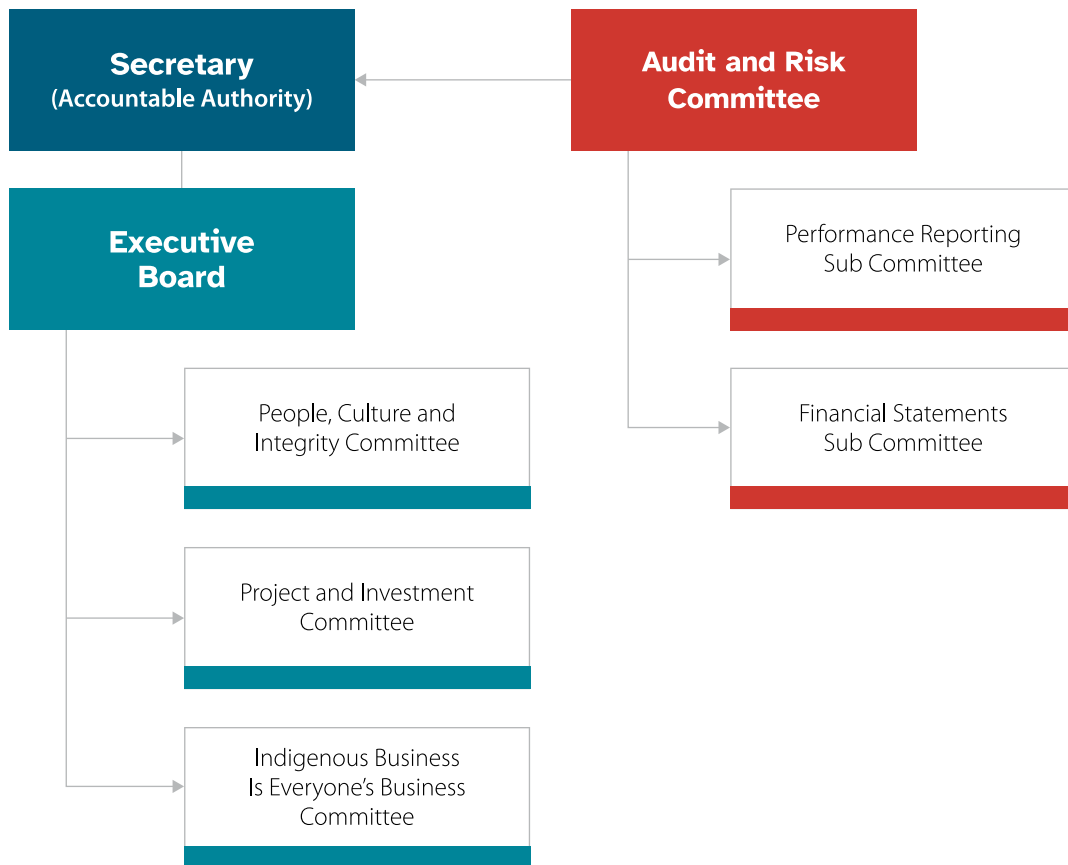 Secretary
(Accountable Authority)
Audit and Risk
Committee
Executive
Board
Performance Reporting
Sub Committee
Financial Statements
Sub Committee
People, Culture and
Integrity Committee
Project and Investment
Committee
Indigenous Business
Is Everyone’s Business
Committee